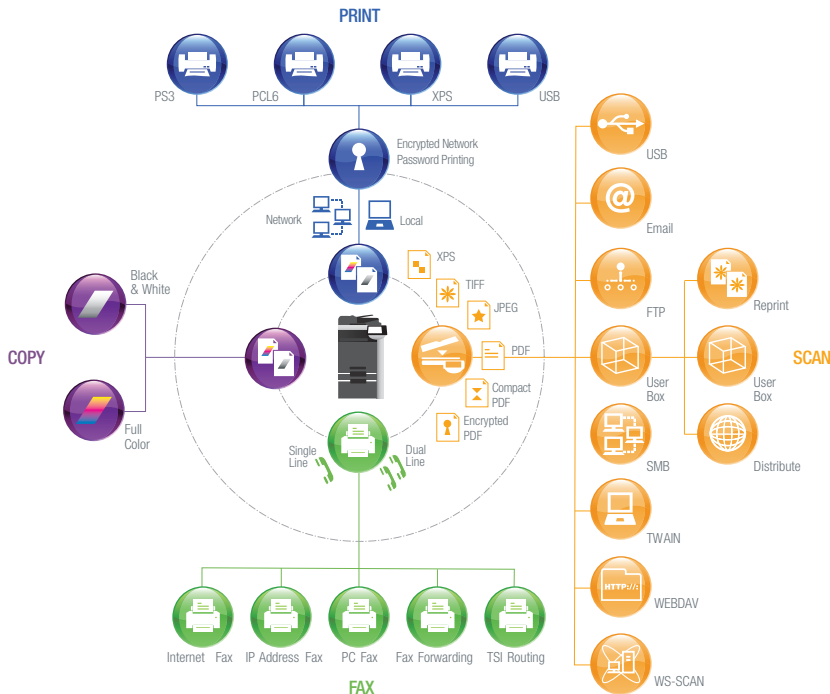 PRINT
PS3
PCL6
XPS
USB
Encrypted Network
Password Printing
Network
Local
XPS
TIFF
JPEG
PDF
Compact
PDF
Encrypted
PDF
COPY
Black
& White
Full
Color
Single
Line
Dual
Line
Internet Fax
IP Address Fax
PC Fax
Fax Forwarding
TSI Routing
FAX
SCAN
USB
@
Email
FTP
User
Box
SMB
TWAIN
HTTP://:
WEBDAV
WS-SCAN
Reprint
User
Box
Distribute